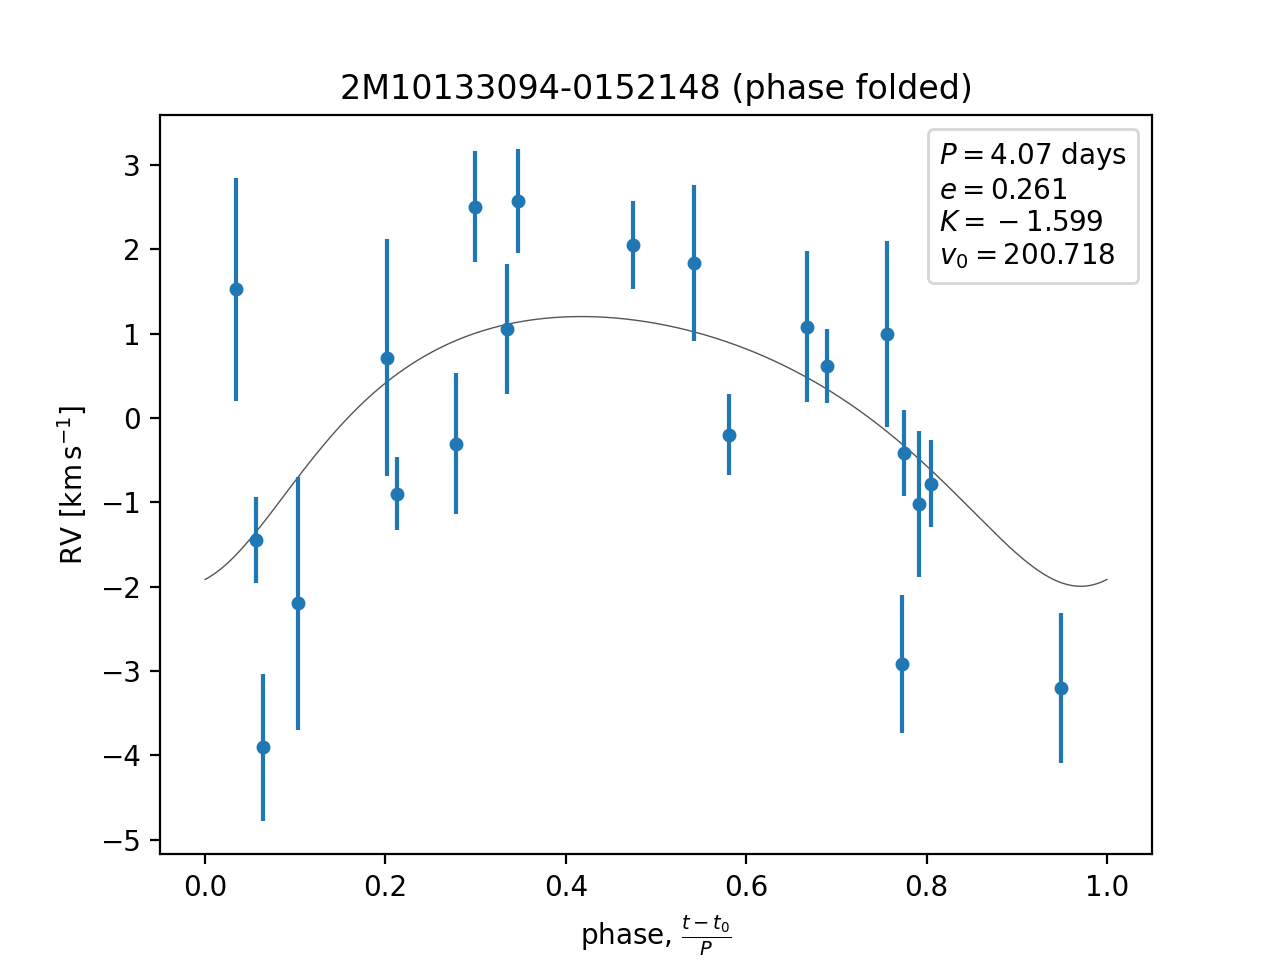 2M10133094-0152148 (phase folded)
P = 4.07 days
e = 0.261
K = −1.599
v₀ = 200.718
3
2
1
0
−1
−2
−3
−4
−5
RV [km s⁻¹]
0.0 0.2 0.4 0.6 0.8 1.0
phase, (t − t₀)/P